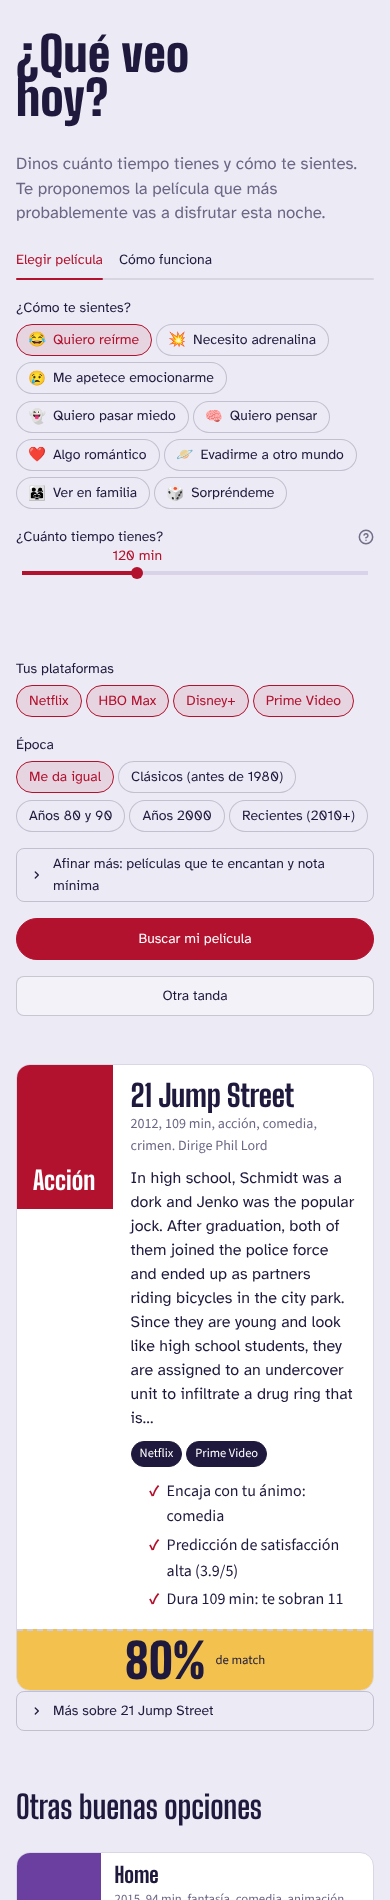 ¿Qué veo
hoy?
Dinos cuánto tiempo tienes y cómo te sientes.
Te proponemos la película que más
probablemente vas a disfrutar esta noche.
Elegir película Cómo funciona
¿Cómo te sientes?
😂 Quiero reírme 💥 Necesito adrenalina
😢 Me apetece emocionarme
👻 Quiero pasar miedo 🧠 Quiero pensar
❤️ Algo romántico 🪐 Evadirme a otro mundo
👨‍👩‍👧 Ver en familia 🎲 Sorpréndeme
¿Cuánto tiempo tienes?
120 min
Tus plataformas
Netflix HBO Max Disney+ Prime Video
Época
Me da igual Clásicos (antes de 1980)
Años 80 y 90 Años 2000 Recientes (2010+)
Afinar más: películas que te encantan y nota
mínima
Buscar mi película
Otra tanda
Acción
21 Jump Street
2012, 109 min, acción, comedia,
crimen. Dirige Phil Lord
In high school, Schmidt was a
dork and Jenko was the popular
jock. After graduation, both of
them joined the police force
and ended up as partners
riding bicycles in the city park.
Since they are young and look
like high school students, they
are assigned to an undercover
unit to infiltrate a drug ring that
is...
Netflix Prime Video
✓ Encaja con tu ánimo:
comedia
✓ Predicción de satisfacción
alta (3.9/5)
✓ Dura 109 min: te sobran 11
80% de match
Más sobre 21 Jump Street
Otras buenas opciones
Home
2015, 94 min, fantasía, comedia, animación